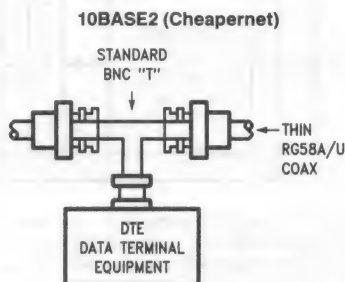 10BASE2 (Cheapernet)
STANDARD
BNC "T"
THIN
RG58A/U
COAX
DTE
DATA TERMINAL
EQUIPMENT